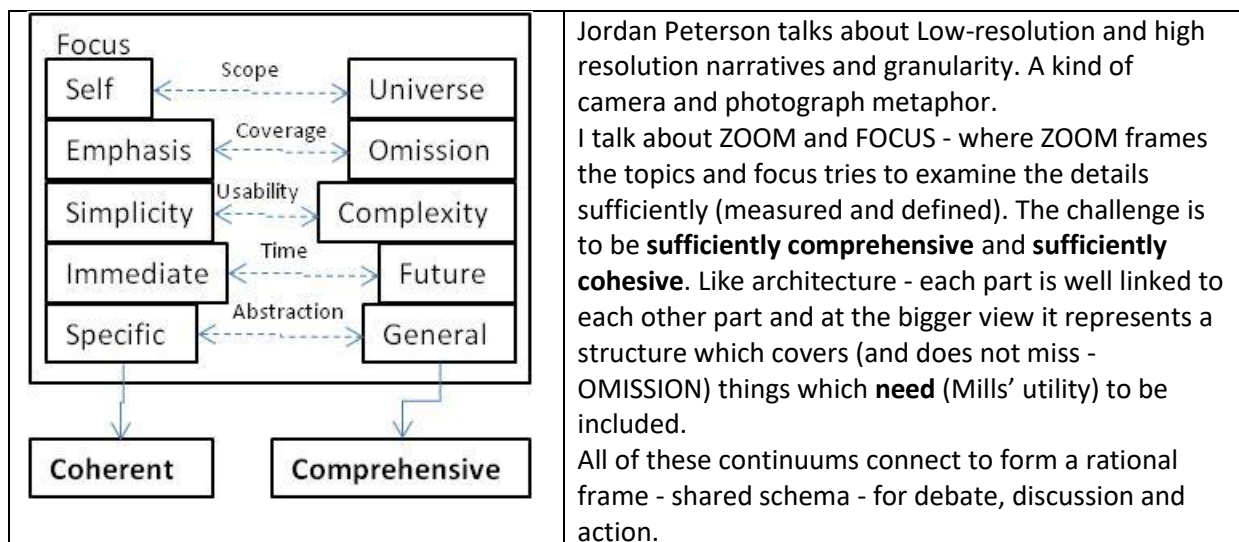 Focus
Scope
Self
Universe
Coverage
Emphasis
Omission
Usability
Simplicity
Complexity
Time
Immediate
Future
Abstraction
Specific
General
Coherent
Comprehensive
Jordan Peterson talks about Low-resolution and high
resolution narratives and granularity. A kind of
camera and photograph metaphor.
I talk about ZOOM and FOCUS - where ZOOM frames
the topics and focus tries to examine the details
sufficiently (measured and defined). The challenge is
to be sufficiently comprehensive and sufficiently
cohesive. Like architecture - each part is well linked to
each other part and at the bigger view it represents a
structure which covers (and does not miss -
OMISSION) things which need (Mills’ utility) to be
included.
All of these continuums connect to form a rational
frame - shared schema - for debate, discussion and
action.